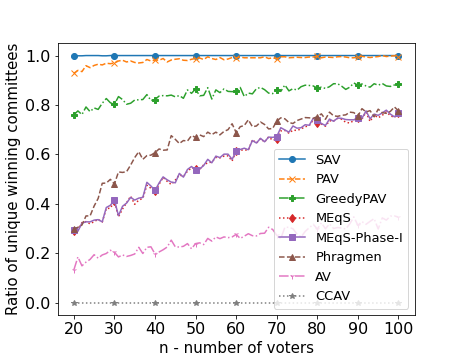 Ratio of unique winning committees
1.0
0.8
0.6
0.4
0.2
0.0
SAV
PAV
GreedyPAV
MEqS
MEqS-Phase-I
Phragmen
AV
CCAV
20 30 40 50 60 70 80 90 100
n - number of voters